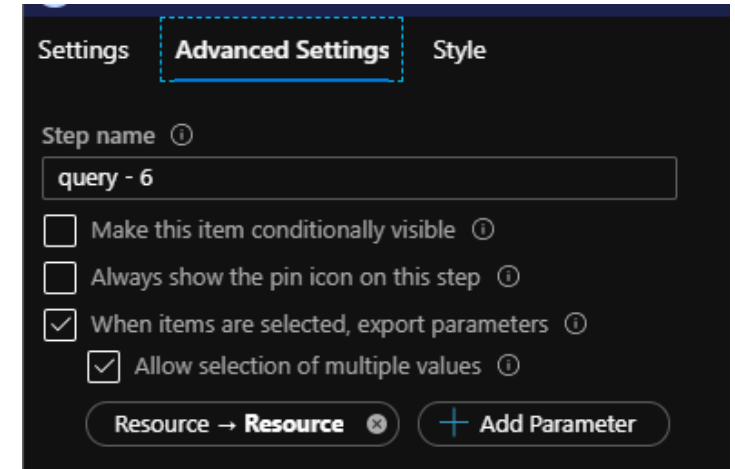 Settings Advanced Settings Style
Step name
query - 6
Make this item conditionally visible
Always show the pin icon on this step
When items are selected, export parameters
Allow selection of multiple values
Resource → Resource Add Parameter